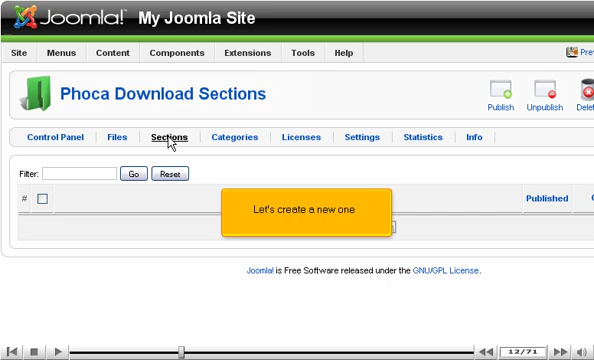 Joomla! My Joomla Site
Site Menus Content Components Extensions Tools Help
Phoca Download Sections
Publish Unpublish
Control Panel Files Sections Categories Licenses Settings Statistics Info
Filter: Go Reset
# Published
Let's create a new one
Joomla! is Free Software released under the GNU/GPL License.
12/71